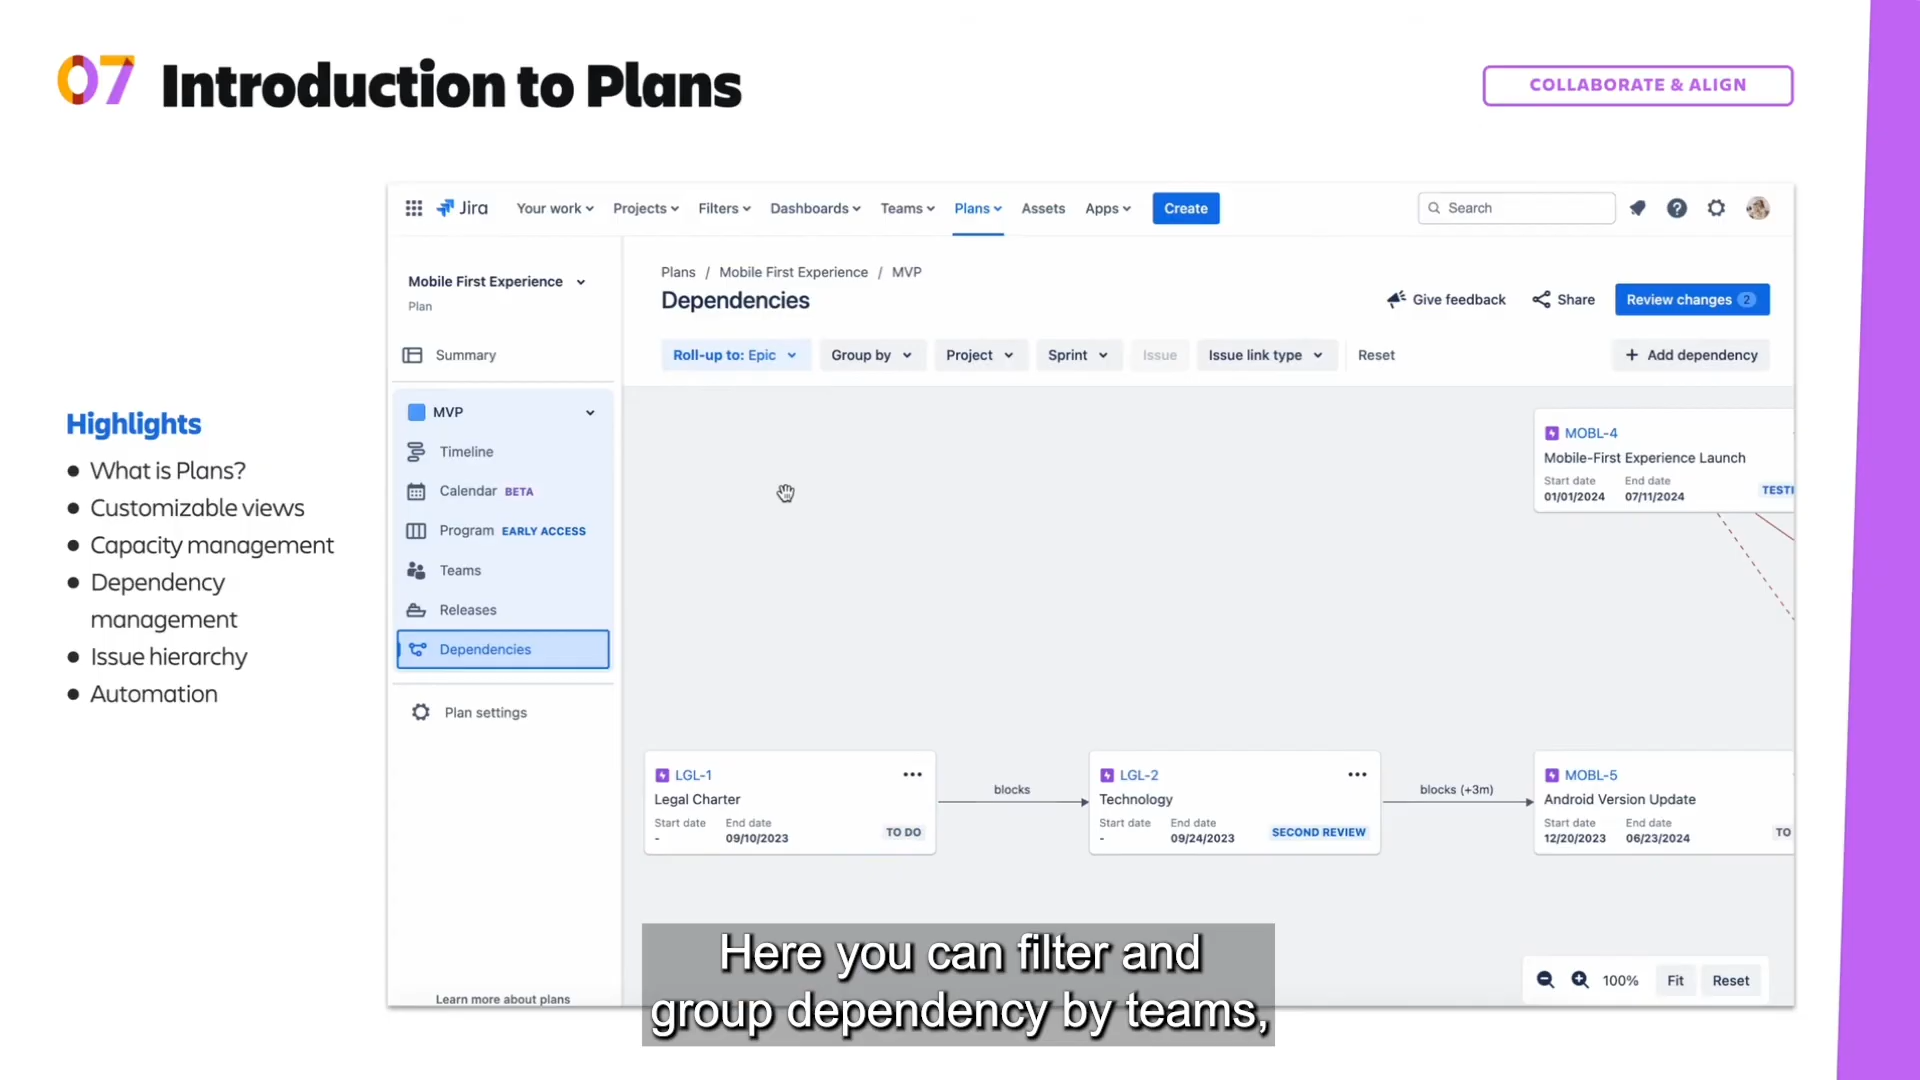 07 Introduction to Plans
COLLABORATE & ALIGN
Jira
Your work
Projects
Filters
Dashboards
Teams
Plans
Assets
Apps
Create
Search
Mobile First Experience
Plan
Summary
MVP
Timeline
Calendar BETA
Program EARLY ACCESS
Teams
Releases
Dependencies
Plan settings
Learn more about plans
Plans / Mobile First Experience / MVP
Dependencies
Give feedback
Share
Review changes 2
Roll-up to: Epic
Group by
Project
Sprint
Issue
Issue link type
Reset
+ Add dependency
Highlights
● What is Plans?
● Customizable views
● Capacity management
● Dependency
management
● Issue hierarchy
● Automation
MOBL-4
Mobile-First Experience Launch
Start date End date
01/01/2024 07/11/2024
TESTI
LGL-1
Legal Charter
Start date End date
- 09/10/2023
TO DO
blocks
LGL-2
Technology
Start date End date
- 09/24/2023
SECOND REVIEW
blocks (+3m)
MOBL-5
Android Version Update
Start date End date
12/20/2023 06/23/2024
TO
Here you can filter and
group dependency by teams,
100%
Fit
Reset